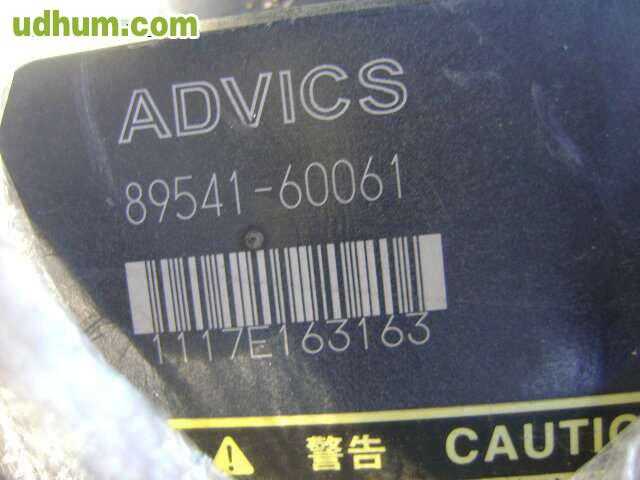 udhum.com
ADVICS
89541-60061
1117E163163
警告 CAUTIO